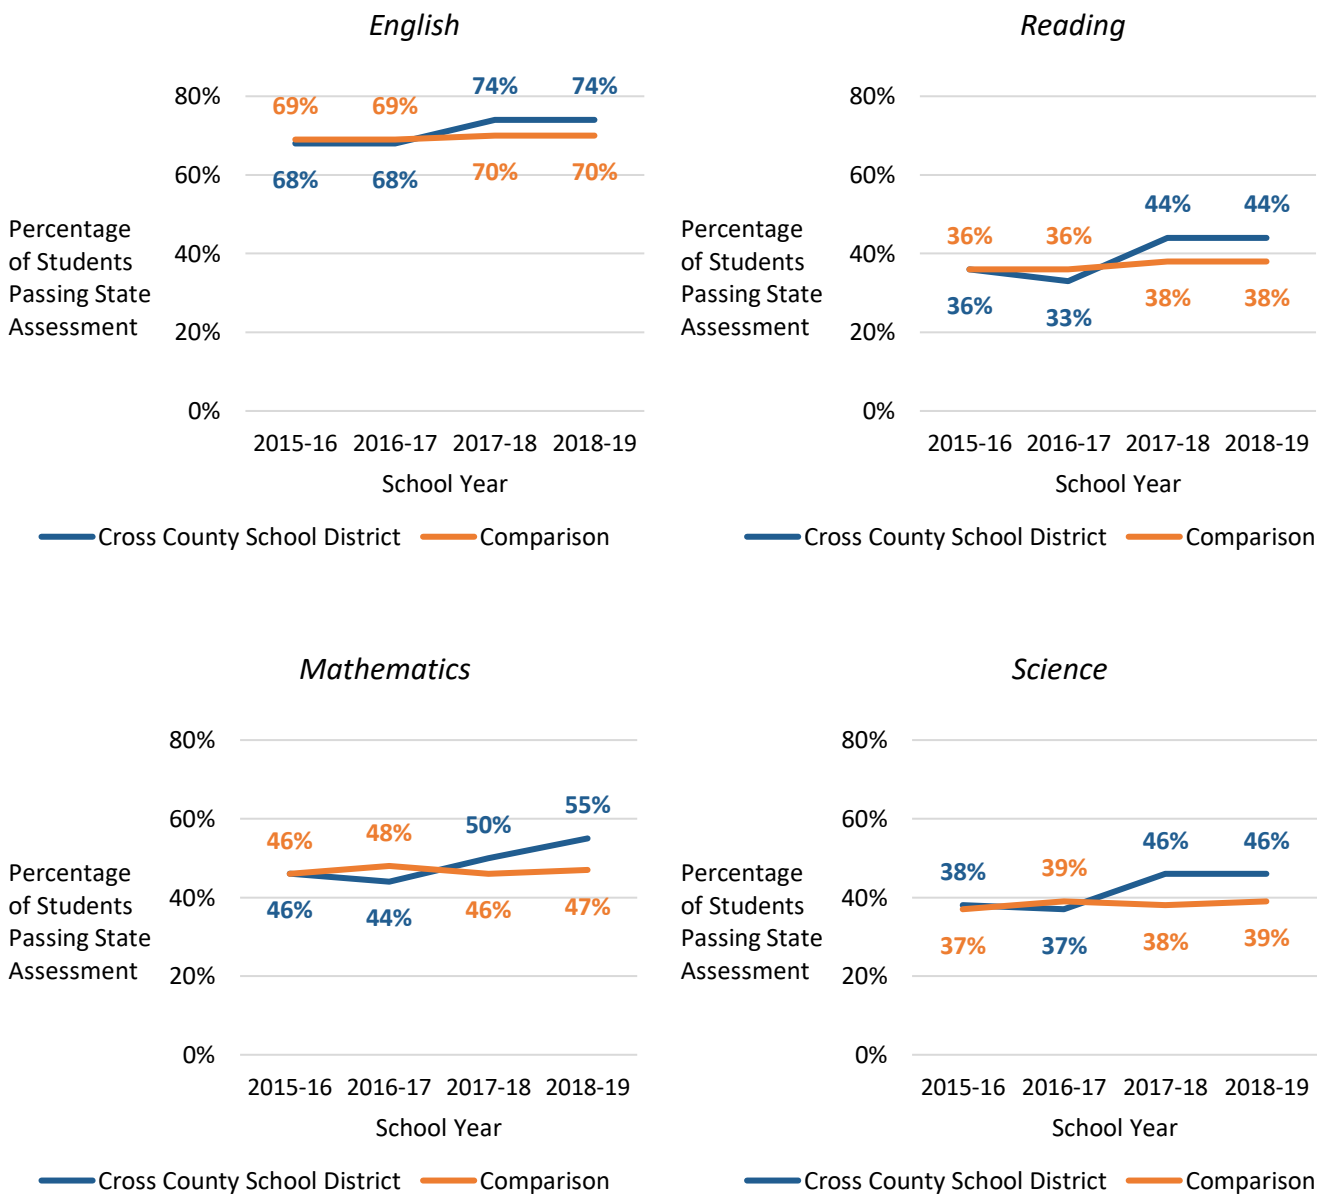 English
80%
60%
40%
20%
0%
Percentage
of Students
Passing State
Assessment
69% 69% 74% 74%
68% 68% 70% 70%
2015-16 2016-17 2017-18 2018-19
School Year
Cross County School District Comparison
Reading
80%
60%
40%
20%
0%
Percentage
of Students
Passing State
Assessment
36% 36% 44% 44%
36% 33% 38% 38%
2015-16 2016-17 2017-18 2018-19
School Year
Cross County School District Comparison
Mathematics
80%
60%
40%
20%
0%
Percentage
of Students
Passing State
Assessment
46% 48% 50% 55%
46% 44% 46% 47%
2015-16 2016-17 2017-18 2018-19
School Year
Cross County School District Comparison
Science
80%
60%
40%
20%
0%
Percentage
of Students
Passing State
Assessment
38% 39% 46% 46%
37% 37% 38% 39%
2015-16 2016-17 2017-18 2018-19
School Year
Cross County School District Comparison